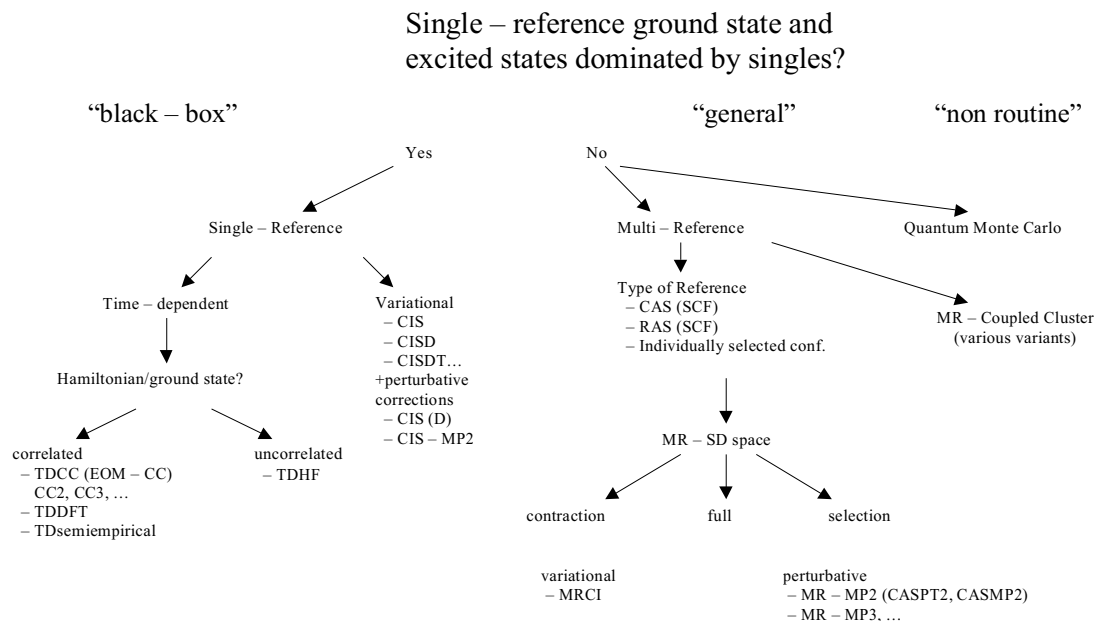 Single – reference ground state and
excited states dominated by singles?
“black – box”
“general”
“non routine”
Yes
No
Single – Reference
Multi – Reference
Quantum Monte Carlo
Time – dependent
Variational
– CIS
– CISD
– CISDT…
+perturbative
corrections
– CIS (D)
– CIS – MP2
Type of Reference
– CAS (SCF)
– RAS (SCF)
– Individually selected conf.
MR – Coupled Cluster
(various variants)
Hamiltonian/ground state?
correlated
– TDCC (EOM – CC)
CC2, CC3, …
– TDDFT
– TDsemiempirical
uncorrelated
– TDHF
MR – SD space
contraction
full
selection
variational
– MRCI
perturbative
– MR – MP2 (CASPT2, CASMP2)
– MR – MP3, …